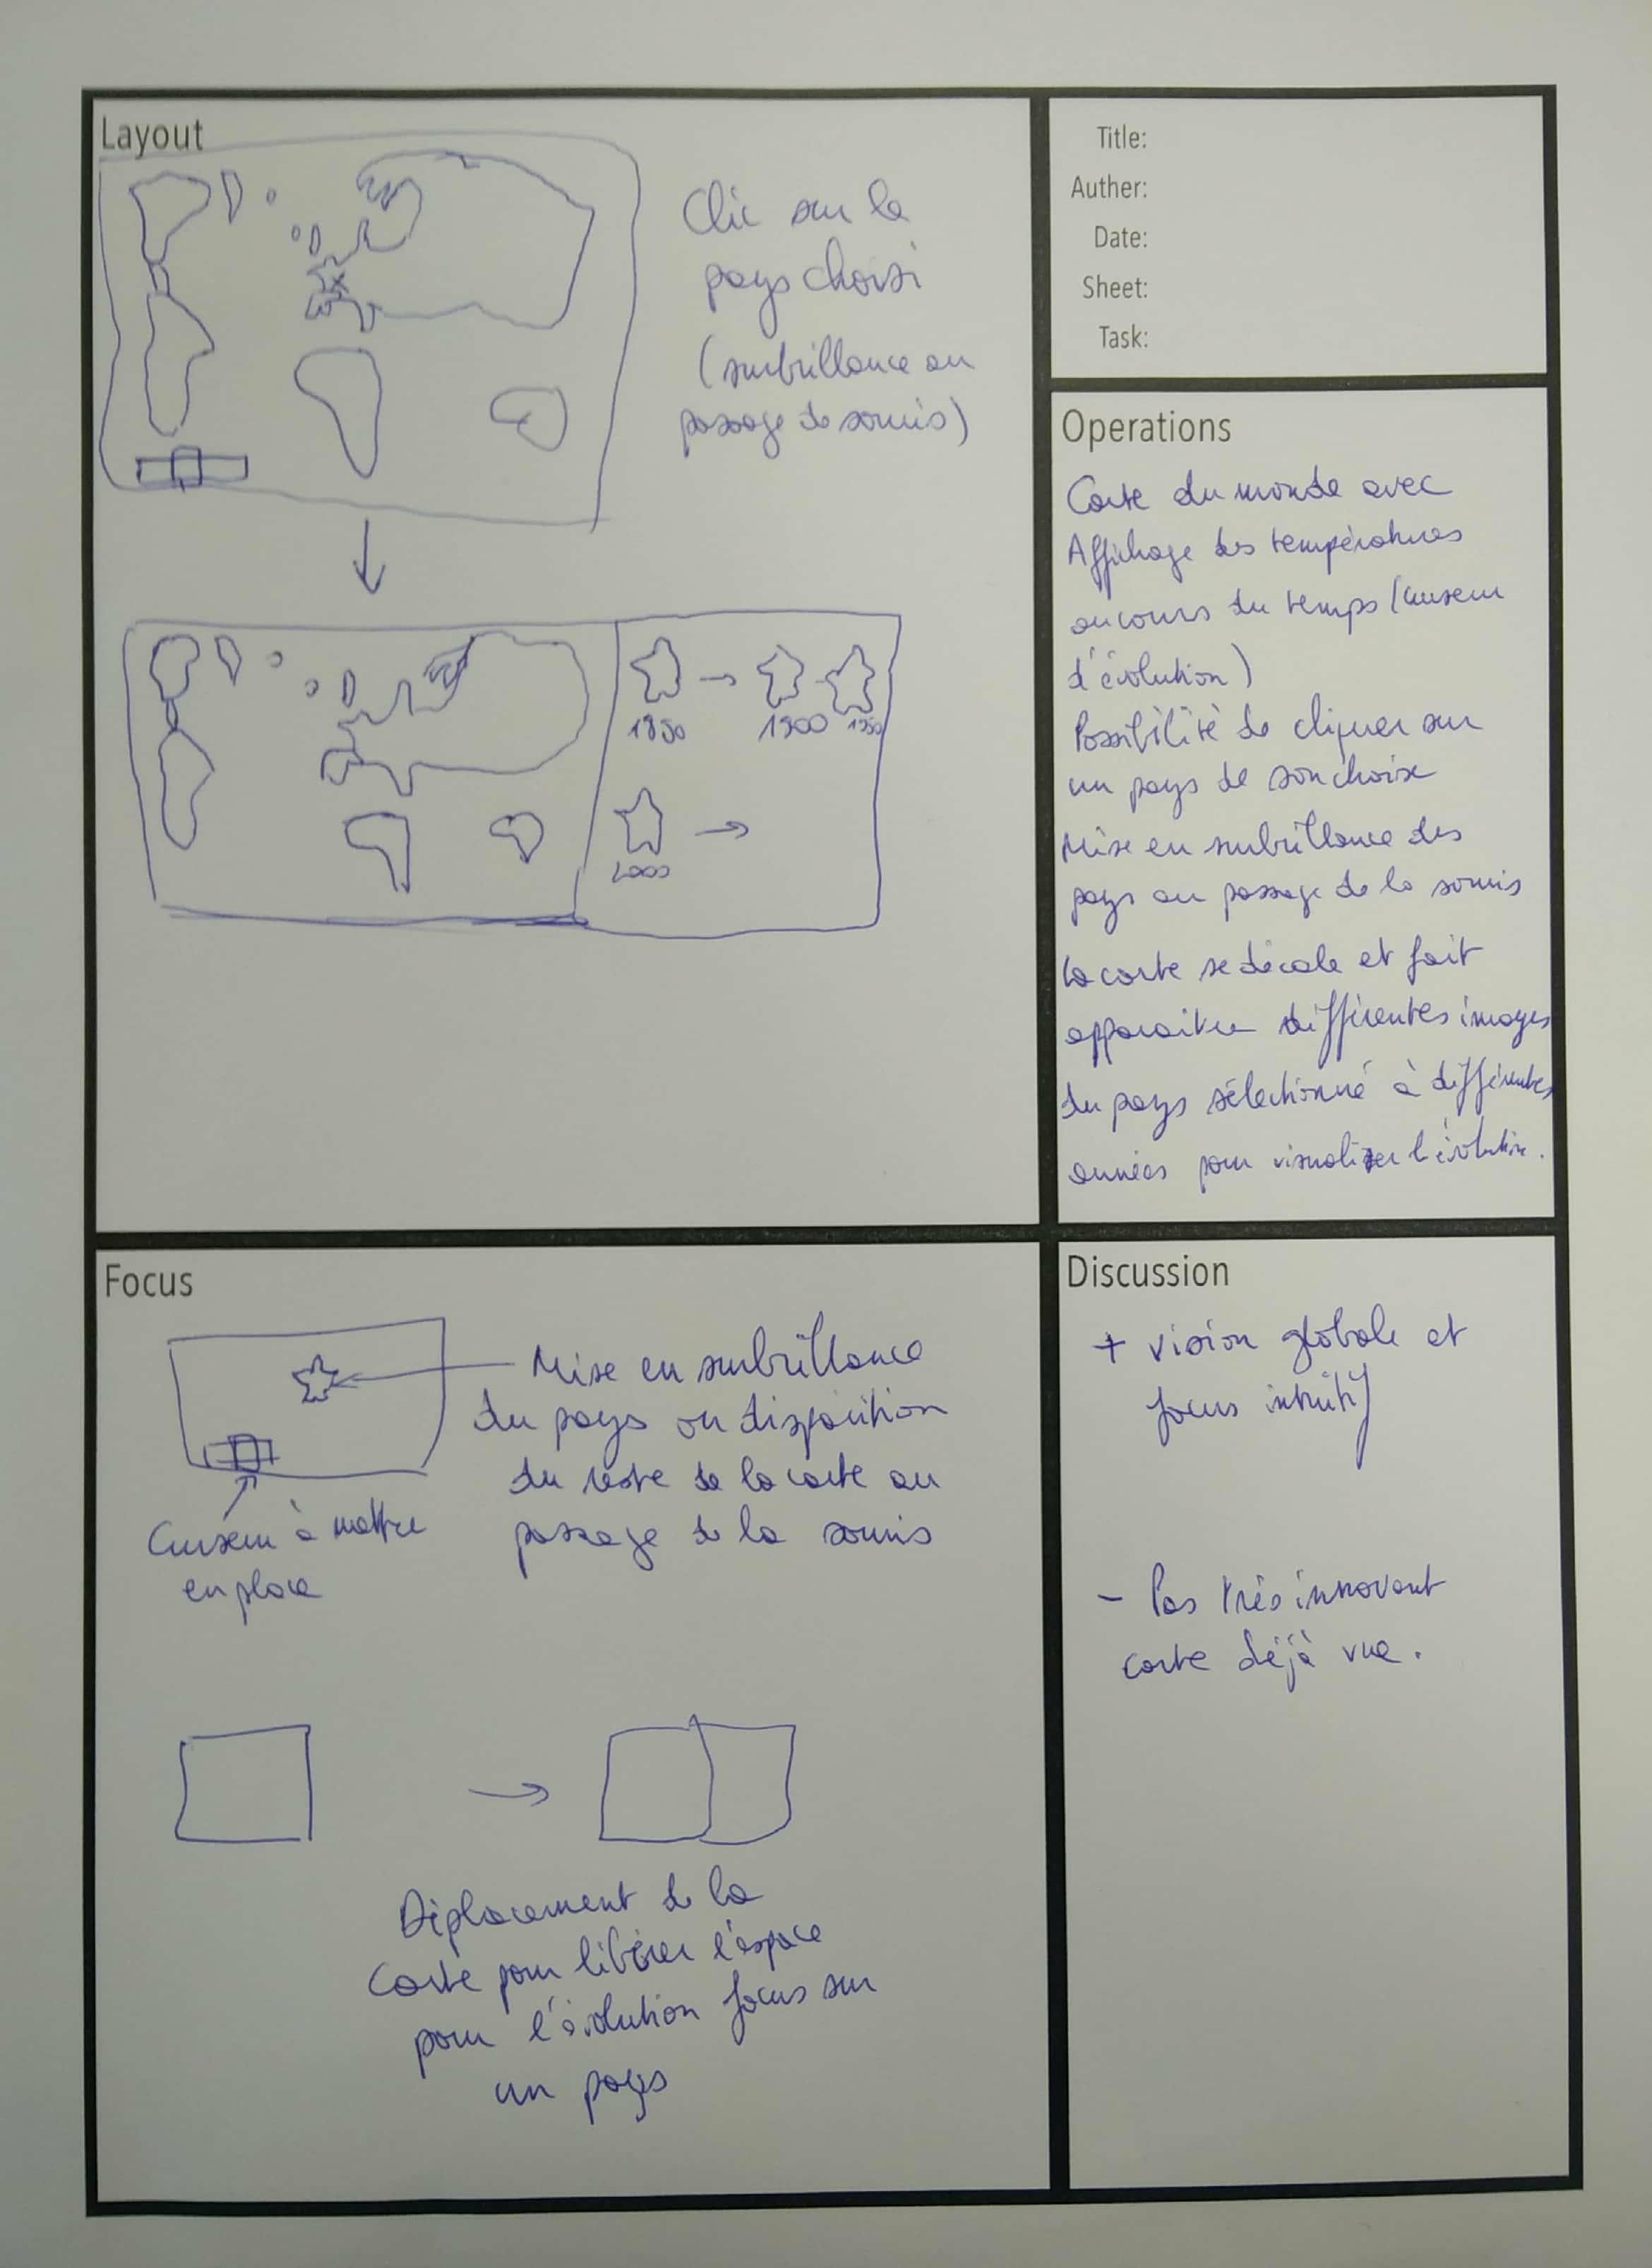 Layout
Clic sur le
pays choisi
(surbrillance au
passage de souris)
1850
1900
1950
2000
Title:
Auther:
Date:
Sheet:
Task:
Operations
Carte du monde avec
Affichage des températures
au cours du temps (curseur
d'évolution)
Possibilité de cliquer sur
un pays de son choix
Mise en surbrillance des
pays au passage de la souris
La carte se décale et fait
apparaitre différentes images
du pays sélectionné à différentes
années pour visualiser l'évolution.
Focus
Mise en surbrillance
du pays ou disparition
du reste de la carte au
passage de la souris
Curseur à mettre
en place
Déplacement de la
carte pour libérer l'espace
pour l'évolution focus sur
un pays
Discussion
+ vision globale et
focus intuitif
- Pas très innovant
carte déjà vue.